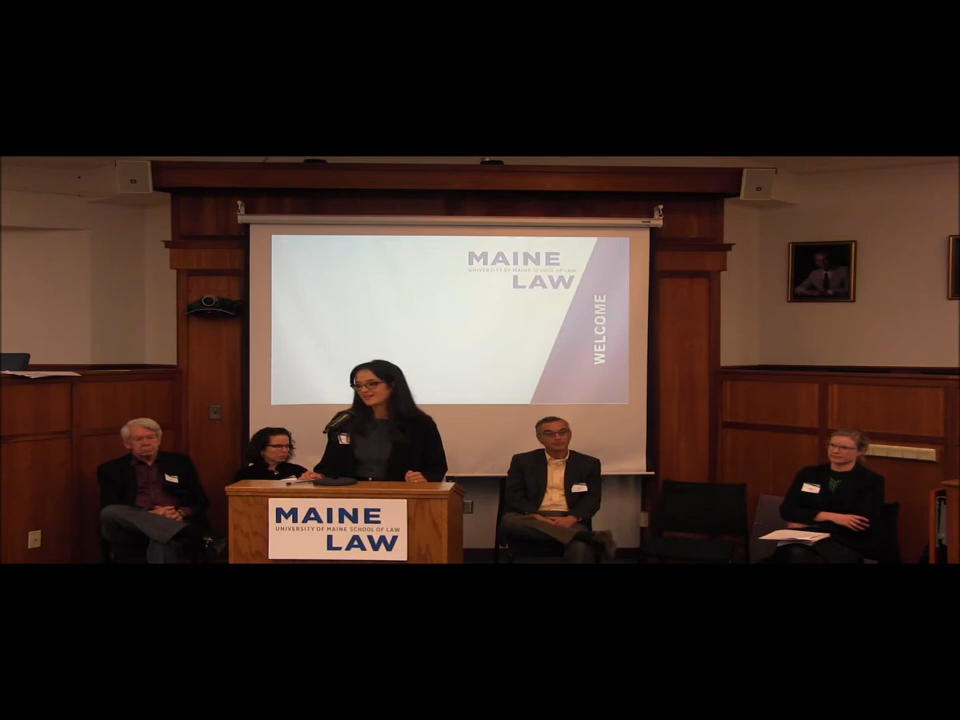 MAINE
UNIVERSITY OF MAINE SCHOOL OF LAW
LAW
WELCOME
MAINE
UNIVERSITY OF MAINE SCHOOL OF LAW
LAW